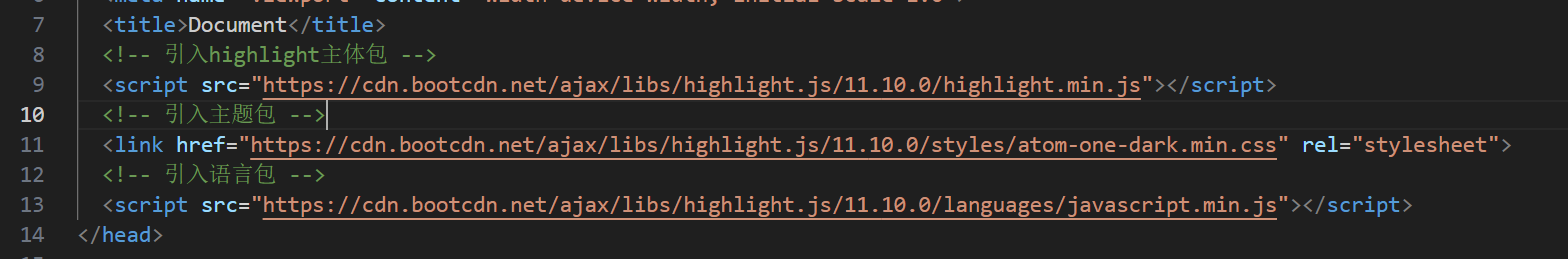 7 <title>Document</title>
8 <!-- 引入highlight主体包 -->
9 <script src="https://cdn.bootcdn.net/ajax/libs/highlight.js/11.10.0/highlight.min.js"></script>
10 <!-- 引入主题包 -->
11 <link href="https://cdn.bootcdn.net/ajax/libs/highlight.js/11.10.0/styles/atom-one-dark.min.css" rel="stylesheet">
12 <!-- 引入语言包 -->
13 <script src="https://cdn.bootcdn.net/ajax/libs/highlight.js/11.10.0/languages/javascript.min.js"></script>
14 </head>